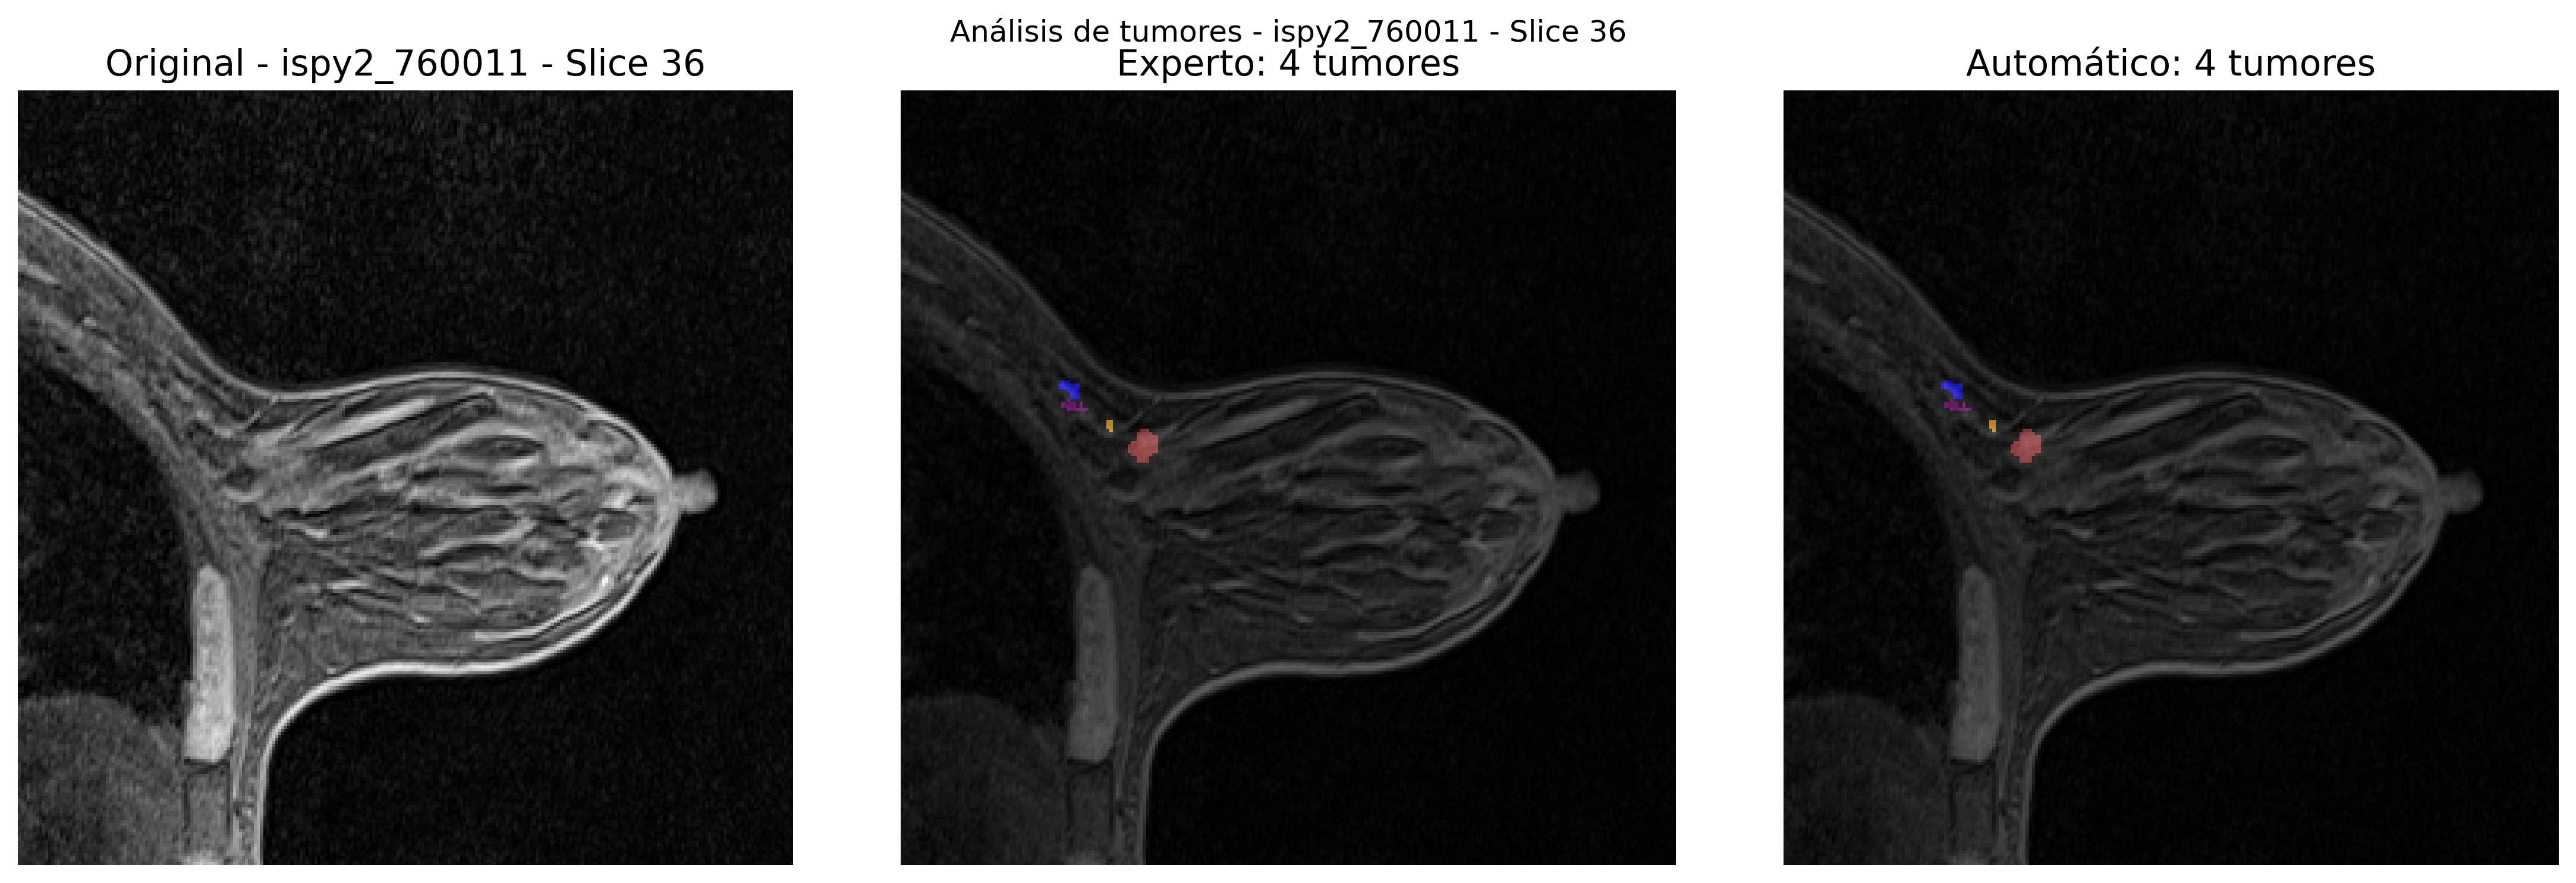 Análisis de tumores - ispy2_760011 - Slice 36
Original - ispy2_760011 - Slice 36
Experto: 4 tumores
Automático: 4 tumores